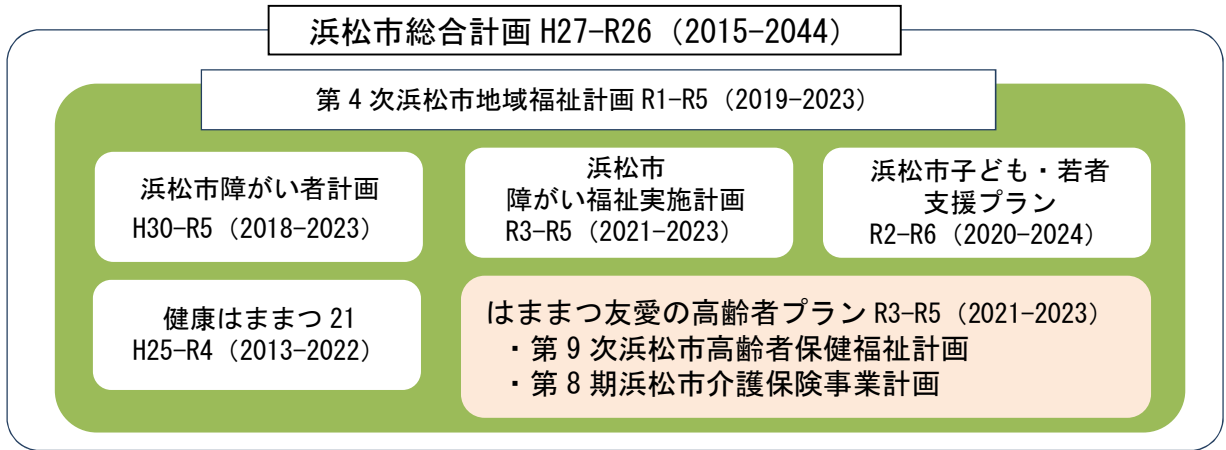 浜松市総合計画 H27-R26（2015-2044）
第４次浜松市地域福祉計画 R1-R5（2019-2023）
浜松市障がい者計画
H30-R5（2018-2023）
浜松市
障がい福祉実施計画
R3-R5（2021-2023）
浜松市子ども・若者
支援プラン
R2-R6（2020-2024）
健康はままつ 21
H25-R4（2013-2022）
はままつ友愛の高齢者プラン R3-R5（2021-2023）
・第９次浜松市高齢者保健福祉計画
・第８期浜松市介護保険事業計画